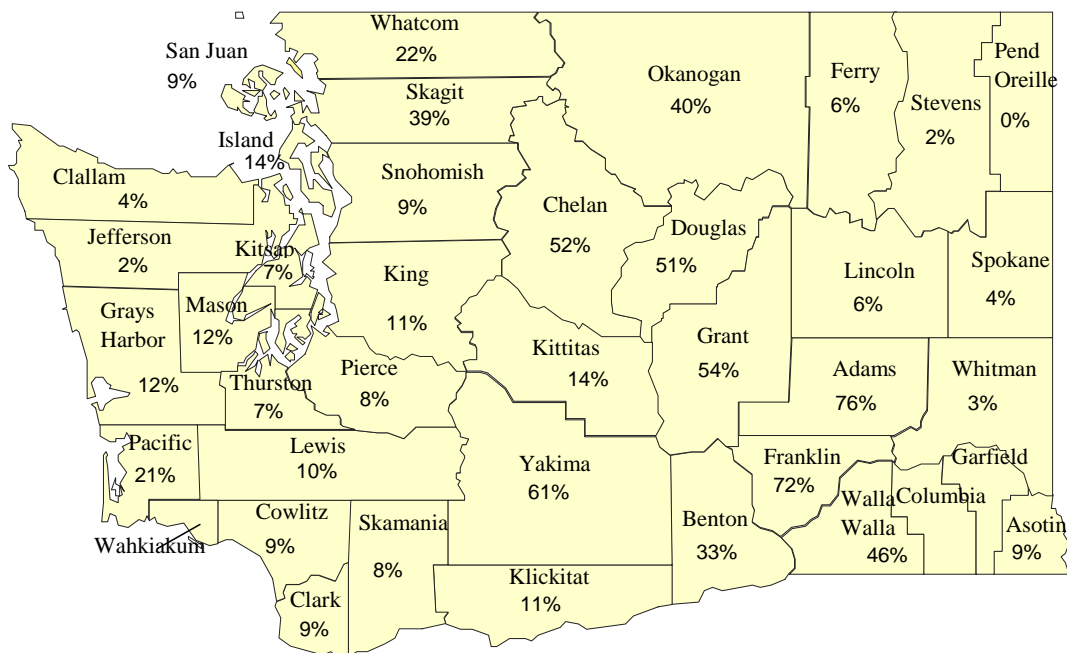 Whatcom
22%
San Juan
9%
Skagit
39%
Island
14%
Okanogan
40%
Ferry
6%
Stevens
2%
Pend
Oreille
0%
Clallam
4%
Snohomish
9%
Chelan
52%
Douglas
51%
Jefferson
2%
Kitsap
7%
King
11%
Lincoln
6%
Spokane
4%
Grays
Harbor
12%
Mason
12%
Kittitas
14%
Grant
54%
Adams
76%
Whitman
3%
Thurston
7%
Pierce
8%
Pacific
21%
Lewis
10%
Yakima
61%
Franklin
72%
Garfield
Walla
Walla
46%
Columbia
Asotin
9%
Benton
33%
Wahkiakum
Cowlitz
9%
Skamania
8%
Klickitat
11%
Clark
9%